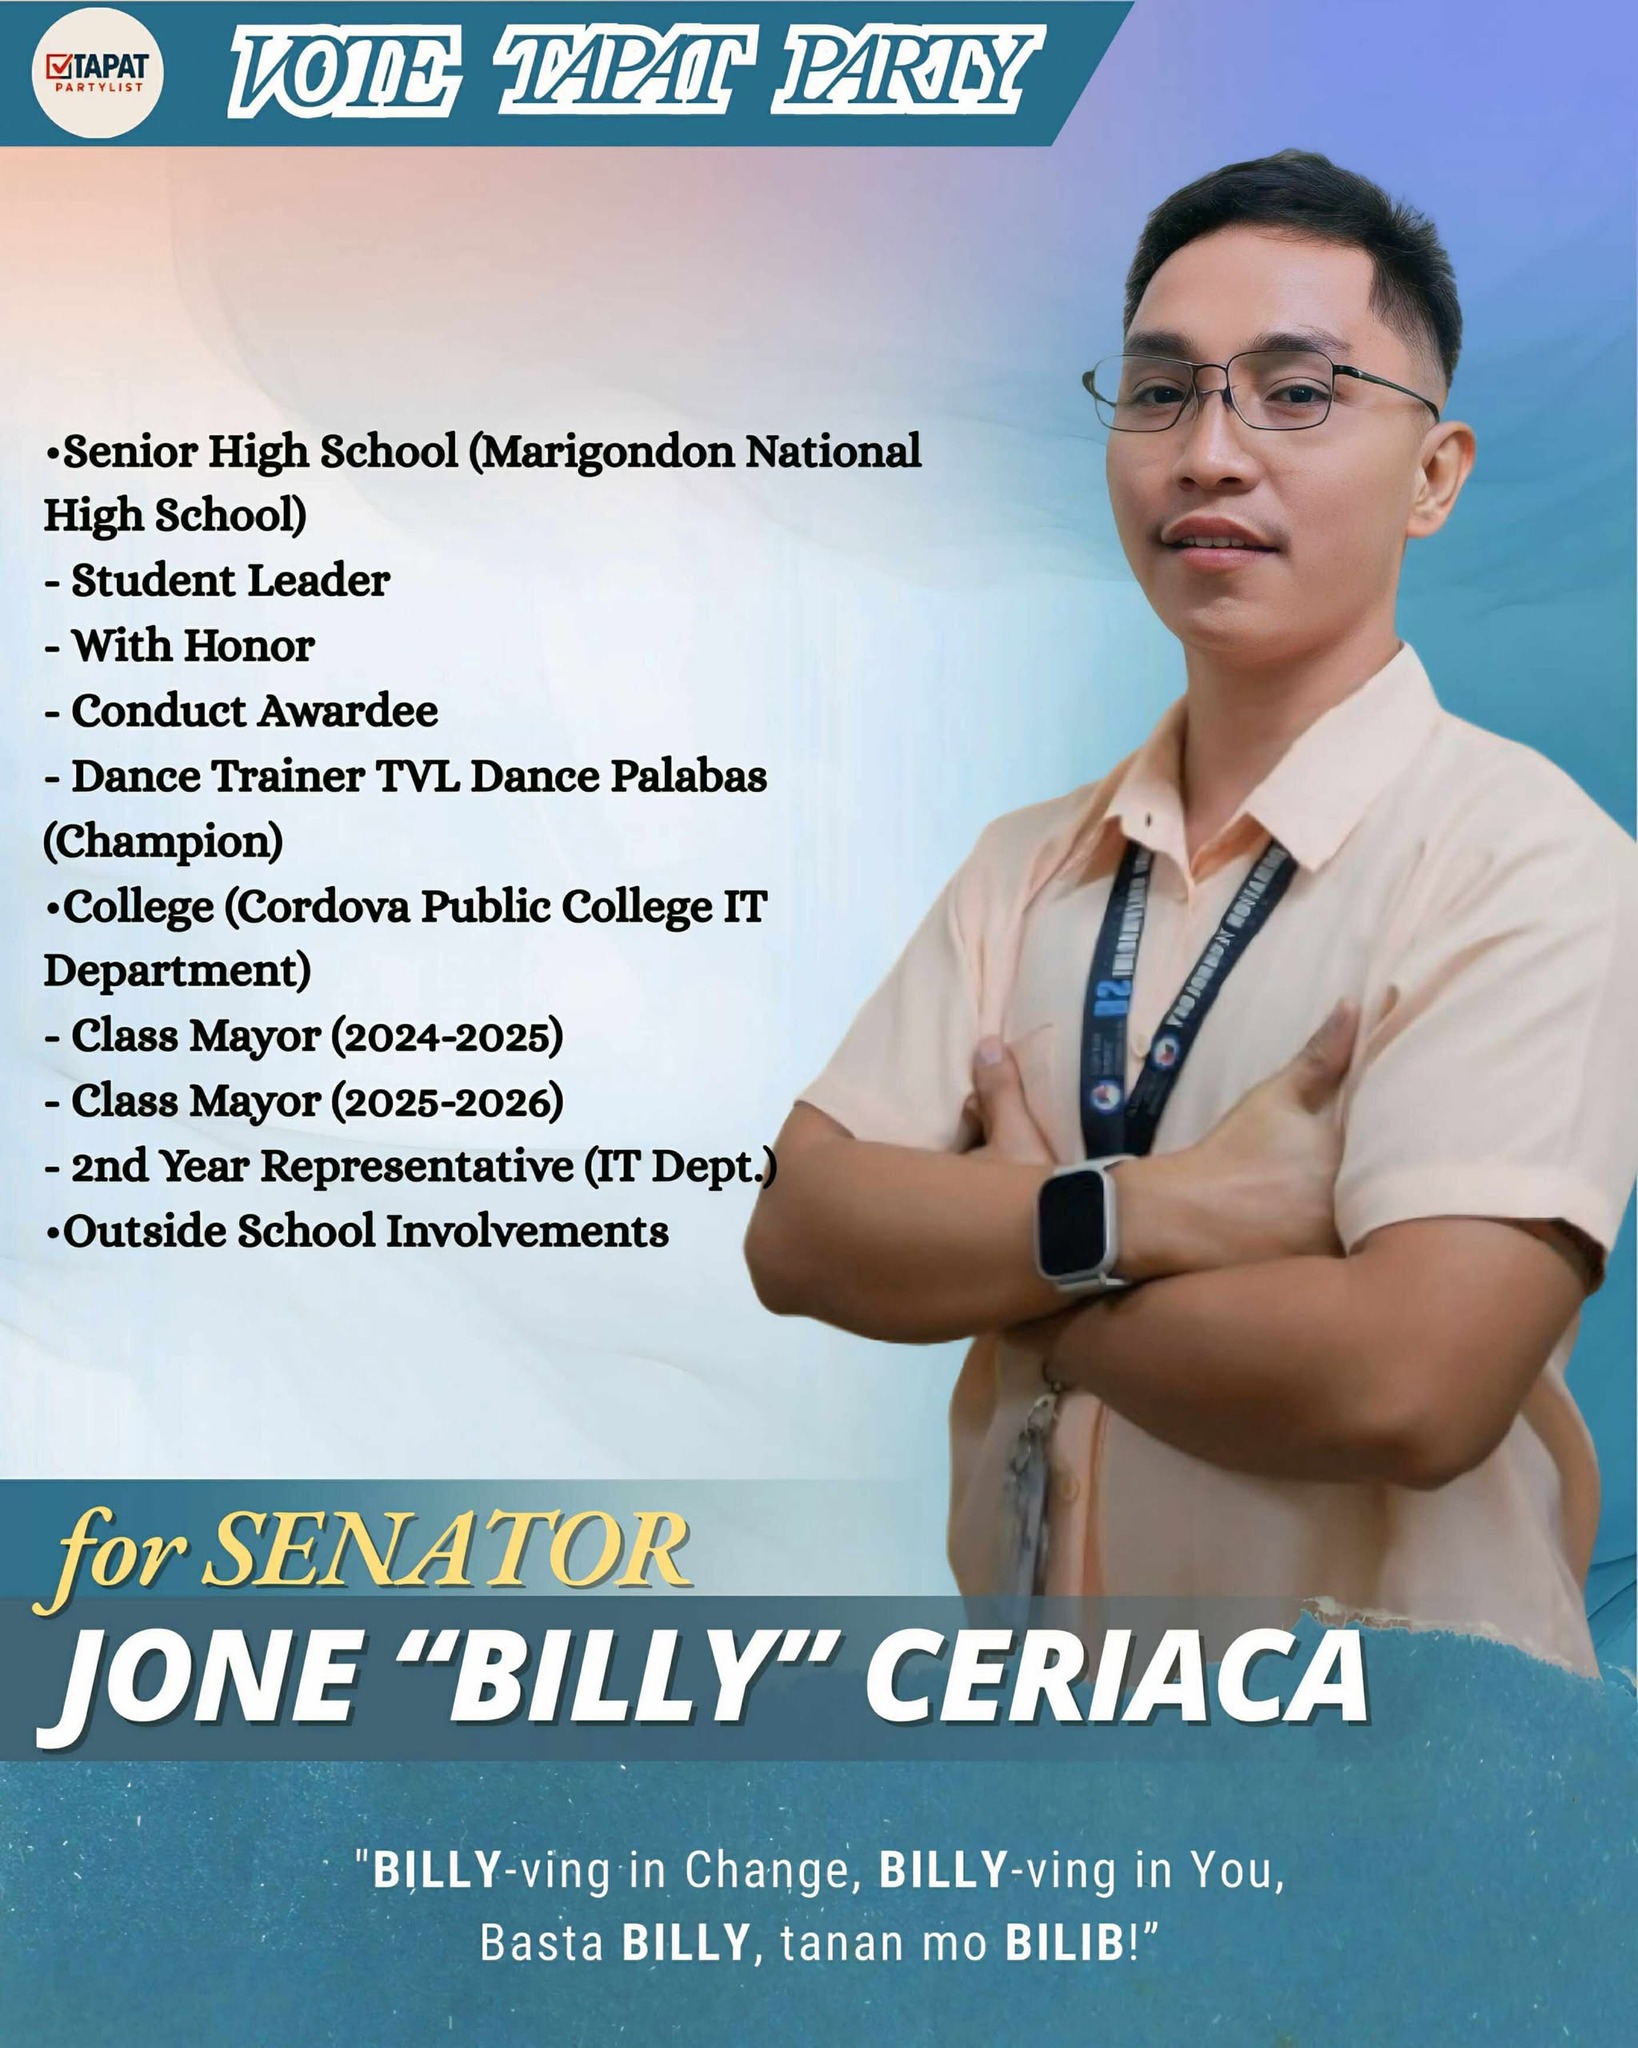 TAPAT
PARTYLIST
VOTE TAPAT PARTY
•Senior High School (Marigondon National
High School)
- Student Leader
- With Honor
- Conduct Awardee
- Dance Trainer TVL Dance Palabas
(Champion)
•College (Cordova Public College IT
Department)
- Class Mayor (2024-2025)
- Class Mayor (2025-2026)
- 2nd Year Representative (IT Dept.)
•Outside School Involvements
for SENATOR
JONE “BILLY” CERIACA
"BILLY-ving in Change, BILLY-ving in You,
Basta BILLY, tanan mo BILIB!”